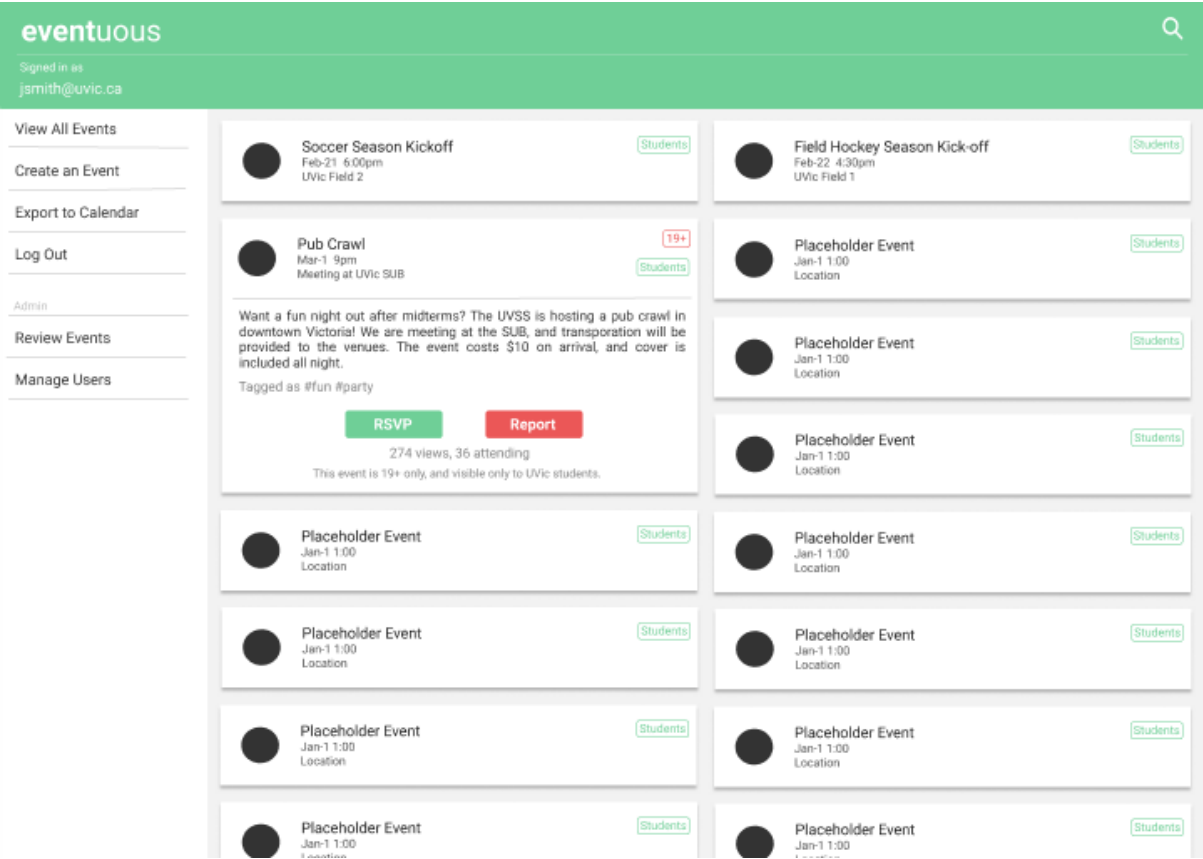 eventuous
Signed in as
jsmith@uvic.ca
View All Events
Create an Event
Export to Calendar
Log Out
Admin
Review Events
Manage Users
Soccer Season Kickoff
Students
Feb-21 6:00pm
UVic Field 2
Pub Crawl
19+
Mar-1 9pm
Students
Meeting at UVic SUB
Want a fun night out after midterms? The UVSS is hosting a pub crawl in
downtown Victoria! We are meeting at the SUB, and transporation will be
provided to the venues. The event costs $10 on arrival, and cover is
included all night.
Tagged as #fun #party
RSVP
Report
274 views, 36 attending
This event is 19+ only, and visible only to UVic students.
Placeholder Event
Students
Jan-1 1:00
Location
Placeholder Event
Students
Jan-1 1:00
Location
Placeholder Event
Students
Jan-1 1:00
Location
Placeholder Event
Students
Jan-1 1:00
Location
Field Hockey Season Kick-off
Students
Feb-22 4:30pm
UVic Field 1
Placeholder Event
Students
Jan-1 1:00
Location
Placeholder Event
Students
Jan-1 1:00
Location
Placeholder Event
Students
Jan-1 1:00
Location
Placeholder Event
Students
Jan-1 1:00
Location
Placeholder Event
Students
Jan-1 1:00
Location
Placeholder Event
Students
Jan-1 1:00
Location
Placeholder Event
Students
Jan-1 1:00
Location